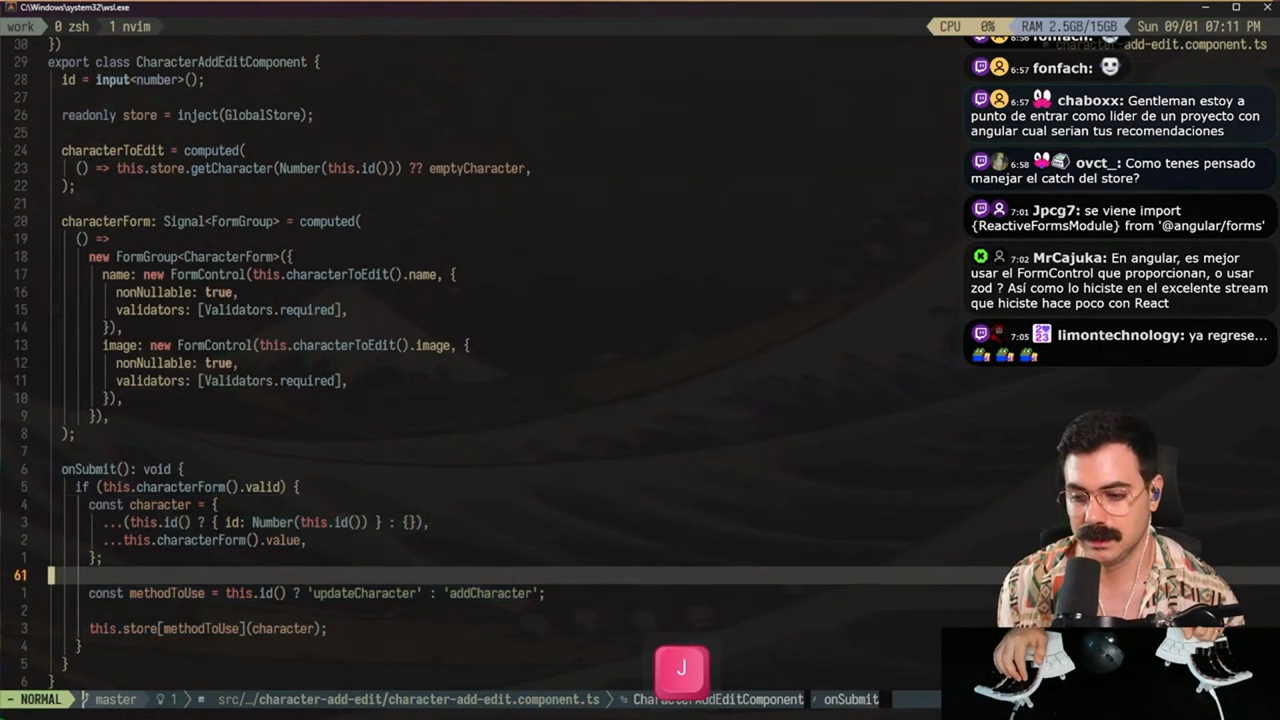 C:\Windows\system32\wsl.exe
work 0 zsh 1 nvim
CPU 0% RAM 2.5GB/15GB Sun 09/01 07:11 PM
character-add-edit.component.ts
30 })
29 export class CharacterAddEditComponent {
28 id = input<number>();
27
26 readonly store = inject(GlobalStore);
25
24 characterToEdit = computed(
23 () => this.store.getCharacter(Number(this.id())) ?? emptyCharacter,
22 );
21
20 characterForm: Signal<FormGroup> = computed(
19 () =>
18 new FormGroup<CharacterForm>({
17 name: new FormControl(this.characterToEdit().name, {
16 nonNullable: true,
15 validators: [Validators.required],
14 }),
13 image: new FormControl(this.characterToEdit().image, {
12 nonNullable: true,
11 validators: [Validators.required],
10 }),
9 }),
8 );
7
6 onSubmit(): void {
5 if (this.characterForm().valid) {
4 const character = {
3 ...(this.id() ? { id: Number(this.id()) } : {}),
2 ...this.characterForm().value,
1 };
61
1 const methodToUse = this.id() ? 'updateCharacter' : 'addCharacter';
2
3 this.store[methodToUse](character);
4 }
5 }
6 }
- NORMAL master 1 src/…/character-add-edit/character-add-edit.component.ts CharacterAddEditComponent onSubmit
6:56 fonfach:
6:57 fonfach:
6:57 chaboxx: Gentleman estoy a
punto de entrar como lider de un proyecto con
angular cual serian tus recomendaciones
6:58 ovct_: Como tenes pensado
manejar el catch del store?
7:01 Jpcg7: se viene import
{ReactiveFormsModule} from '@angular/forms'
7:02 MrCajuka: En angular, es mejor
usar el FormControl que proporcionan, o usar
zod ? Así como lo hiciste en el excelente stream
que hiciste hace poco con React
7:05 limontechnology: ya regrese...
J